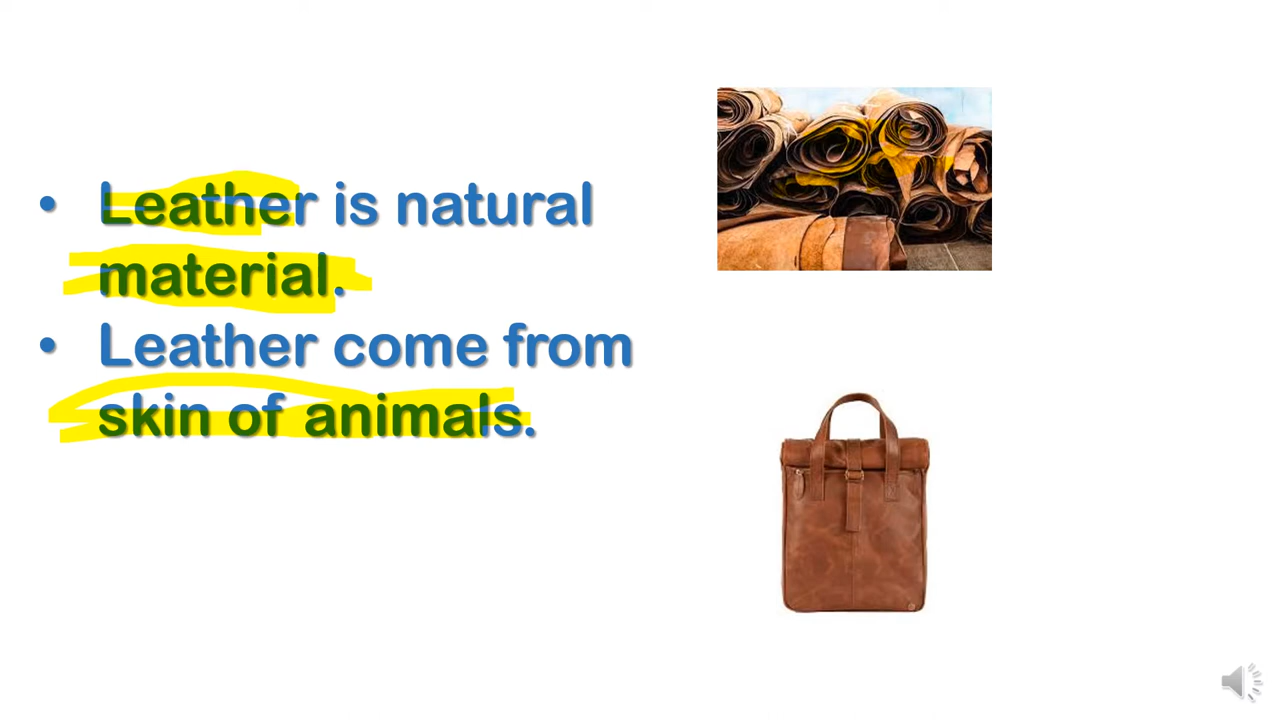 • Leather is natural
material.
• Leather come from
skin of animals.